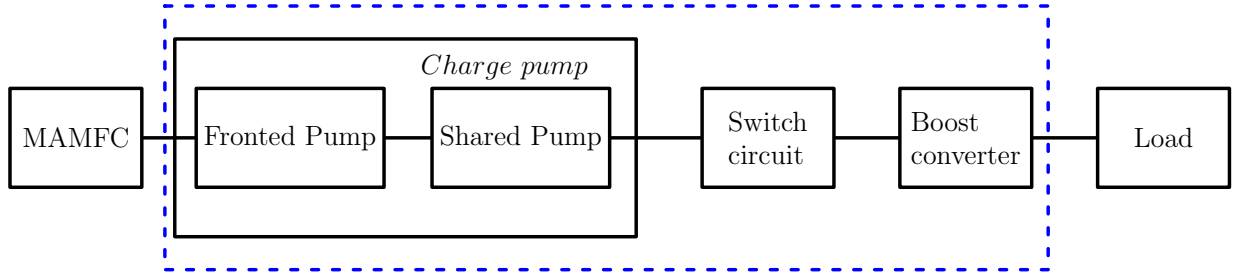 Charge pump
MAMFC
Fronted Pump
Shared Pump
Switch
circuit
Boost
converter
Load